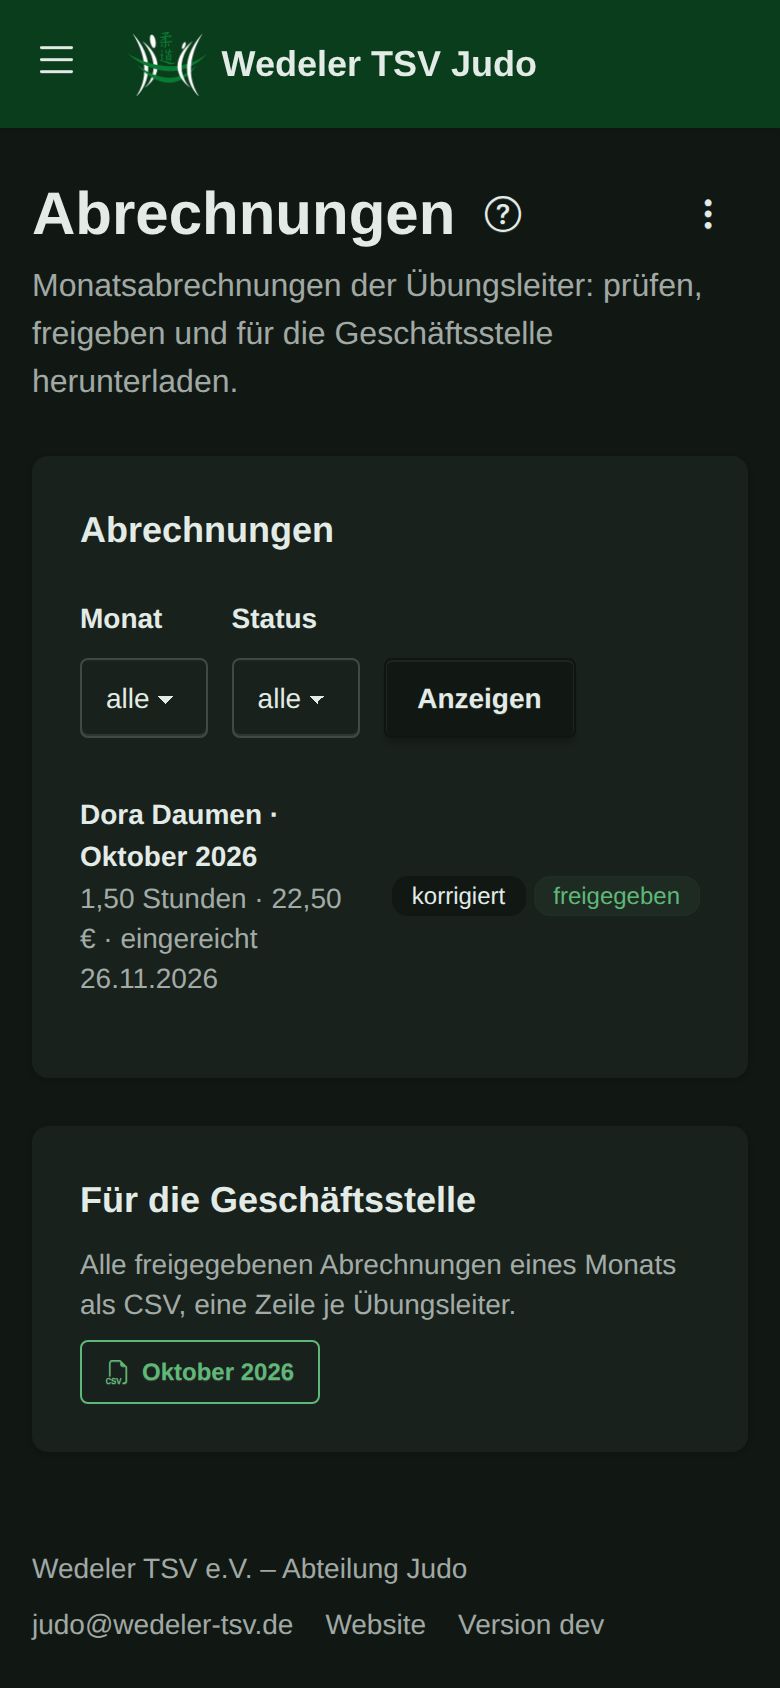 柔道
Wedeler TSV Judo
Abrechnungen ?
Monatsabrechnungen der Übungsleiter: prüfen,
freigeben und für die Geschäftsstelle
herunterladen.
Abrechnungen
Monat Status
alle alle Anzeigen
Dora Daumen ·
Oktober 2026
1,50 Stunden · 22,50
€ · eingereicht
26.11.2026
korrigiert freigegeben
Für die Geschäftsstelle
Alle freigegebenen Abrechnungen eines Monats
als CSV, eine Zeile je Übungsleiter.
CSV Oktober 2026
Wedeler TSV e.V. – Abteilung Judo
judo@wedeler-tsv.de Website Version dev